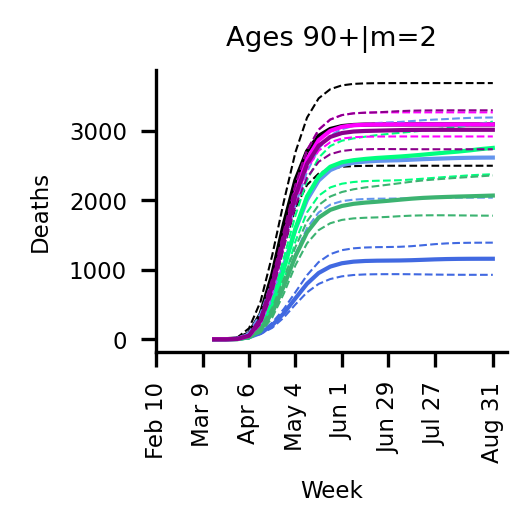 Ages 90+|m=2
Deaths
3000
2000
1000
0
Feb 10
Mar 9
Apr 6
May 4
Jun 1
Jun 29
Jul 27
Aug 31
Week